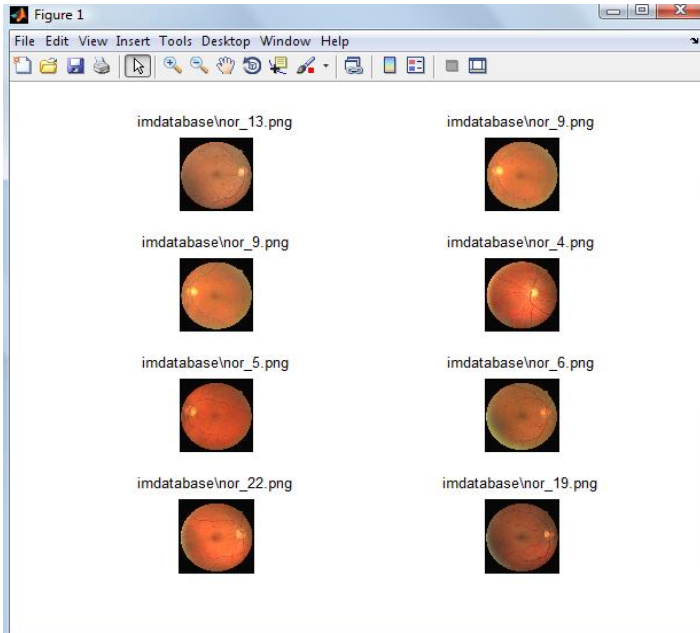 Figure 1
File Edit View Insert Tools Desktop Window Help
imdatabase\nor_13.png imdatabase\nor_9.png
imdatabase\nor_9.png imdatabase\nor_4.png
imdatabase\nor_5.png imdatabase\nor_6.png
imdatabase\nor_22.png imdatabase\nor_19.png